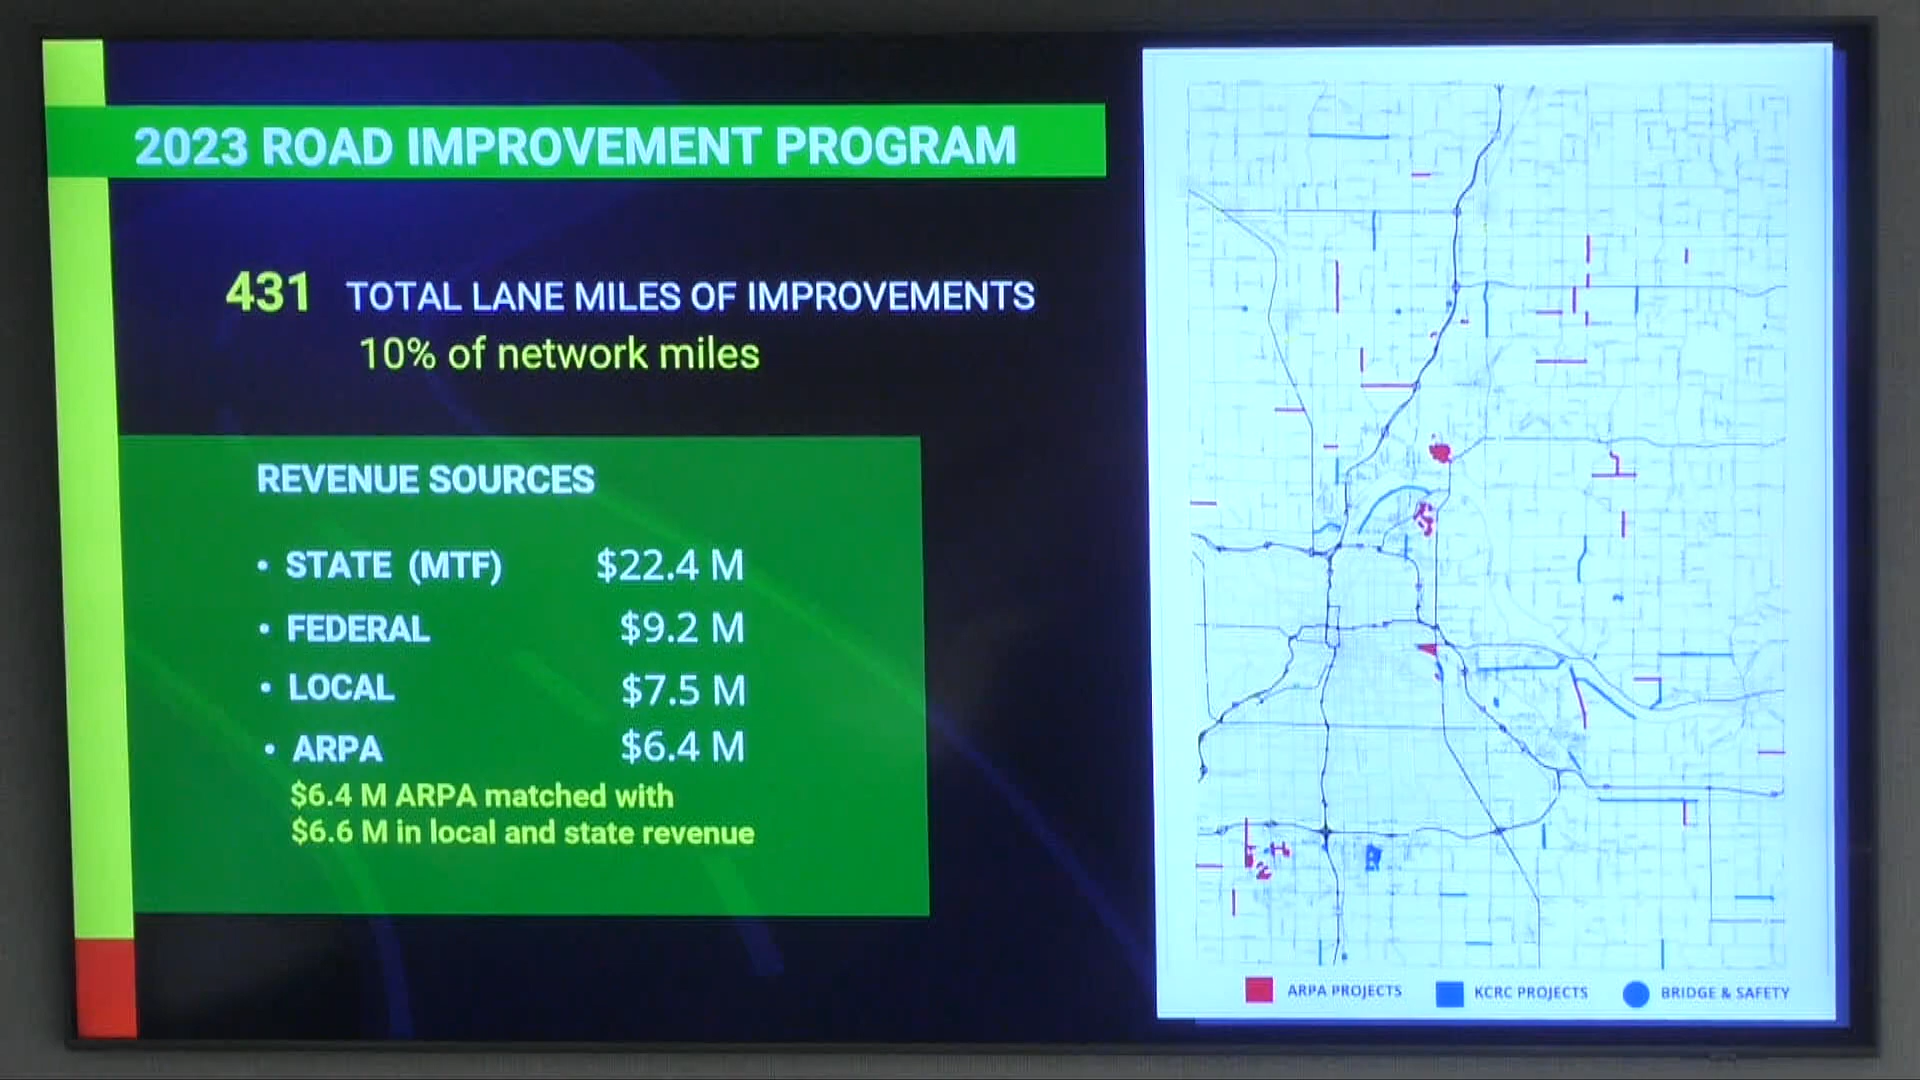 2023 ROAD IMPROVEMENT PROGRAM
431 TOTAL LANE MILES OF IMPROVEMENTS
10% of network miles
REVENUE SOURCES
• STATE (MTF) $22.4 M
• FEDERAL $9.2 M
• LOCAL $7.5 M
• ARPA $6.4 M
$6.4 M ARPA matched with
$6.6 M in local and state revenue
ARPA PROJECTS KCRC PROJECTS BRIDGE & SAFETY